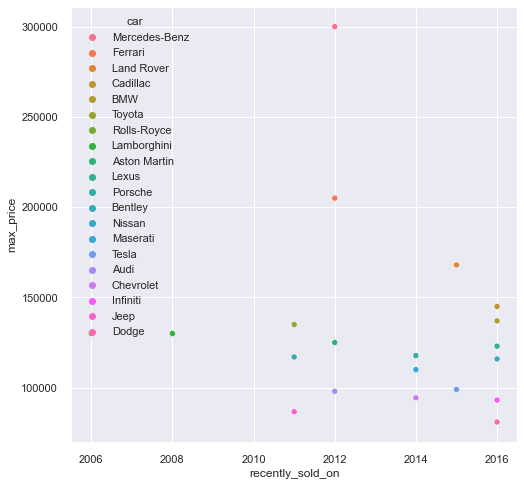 car
Mercedes-Benz
Ferrari
Land Rover
Cadillac
BMW
Toyota
Rolls-Royce
Lamborghini
Aston Martin
Lexus
Porsche
Bentley
Nissan
Maserati
Tesla
Audi
Chevrolet
Infiniti
Jeep
Dodge
300000
250000
200000
150000
100000
max_price
2006 2008 2010 2012 2014 2016
recently_sold_on